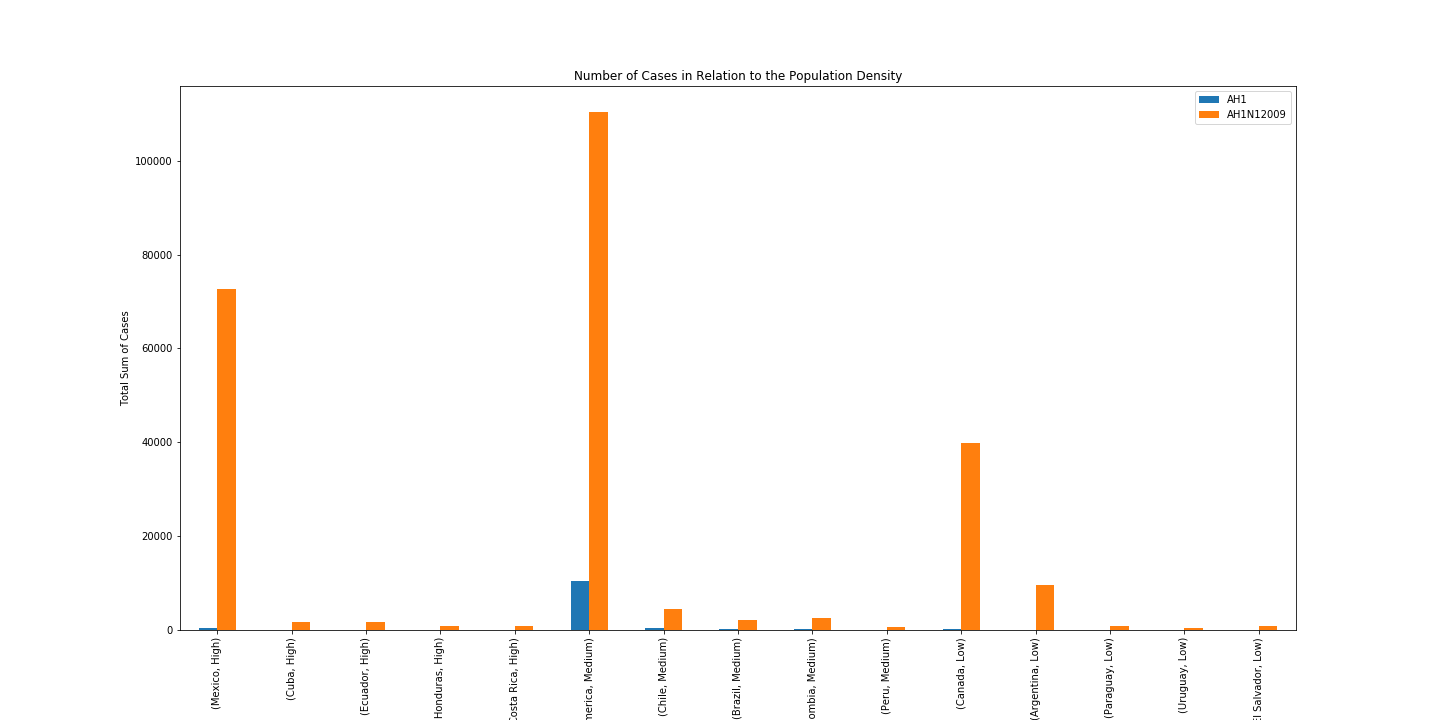 Number of Cases in Relation to the Population Density
AH1
AH1N12009
Total Sum of Cases
100000
80000
60000
40000
20000
0
(Mexico, High)
(Cuba, High)
(Ecuador, High)
Honduras, High)
Costa Rica, High)
merica, Medium)
(Chile, Medium)
(Brazil, Medium)
ombia, Medium)
(Peru, Medium)
(Canada, Low)
(Argentina, Low)
(Paraguay, Low)
(Uruguay, Low)
El Salvador, Low)